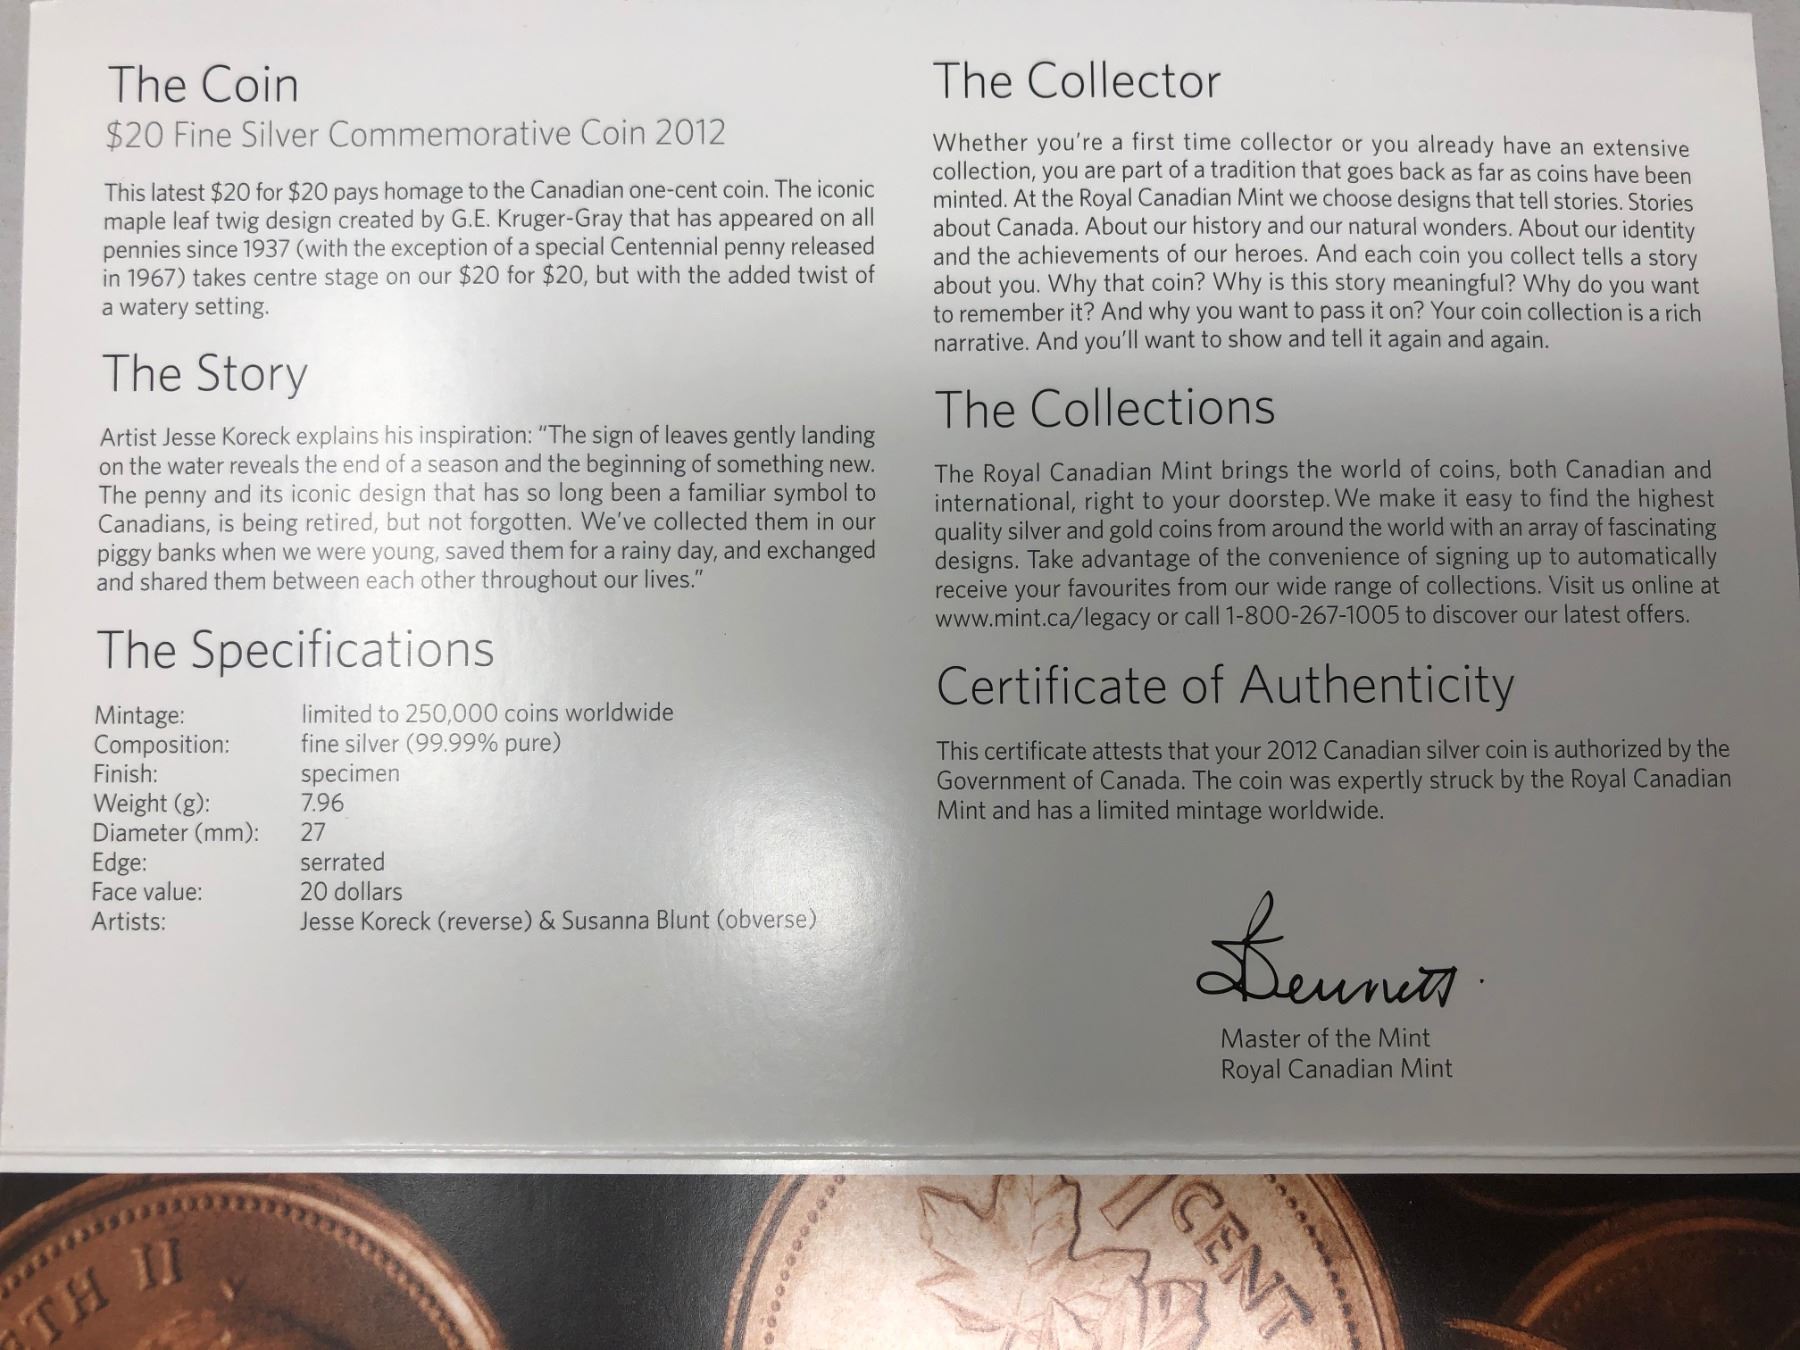 The Coin
$20 Fine Silver Commemorative Coin 2012
This latest $20 for $20 pays homage to the Canadian one-cent coin. The iconic
maple leaf twig design created by G.E. Kruger-Gray that has appeared on all
pennies since 1937 (with the exception of a special Centennial penny released
in 1967) takes centre stage on our $20 for $20, but with the added twist of
a watery setting.
The Story
Artist Jesse Koreck explains his inspiration: “The sign of leaves gently landing
on the water reveals the end of a season and the beginning of something new.
The penny and its iconic design that has so long been a familiar symbol to
Canadians, is being retired, but not forgotten. We’ve collected them in our
piggy banks when we were young, saved them for a rainy day, and exchanged
and shared them between each other throughout our lives.”
The Specifications
Mintage: limited to 250,000 coins worldwide
Composition: fine silver (99.99% pure)
Finish: specimen
Weight (g): 7.96
Diameter (mm): 27
Edge: serrated
Face value: 20 dollars
Artists: Jesse Koreck (reverse) & Susanna Blunt (obverse)
The Collector
Whether you’re a first time collector or you already have an extensive
collection, you are part of a tradition that goes back as far as coins have been
minted. At the Royal Canadian Mint we choose designs that tell stories. Stories
about Canada. About our history and our natural wonders. About our identity
and the achievements of our heroes. And each coin you collect tells a story
about you. Why that coin? Why is this story meaningful? Why do you want
to remember it? And why you want to pass it on? Your coin collection is a rich
narrative. And you’ll want to show and tell it again and again.
The Collections
The Royal Canadian Mint brings the world of coins, both Canadian and
international, right to your doorstep. We make it easy to find the highest
quality silver and gold coins from around the world with an array of fascinating
designs. Take advantage of the convenience of signing up to automatically
receive your favourites from our wide range of collections. Visit us online at
www.mint.ca/legacy or call 1-800-267-1005 to discover our latest offers.
Certificate of Authenticity
This certificate attests that your 2012 Canadian silver coin is authorized by the
Government of Canada. The coin was expertly struck by the Royal Canadian
Mint and has a limited mintage worldwide.
Bennett
Master of the Mint
Royal Canadian Mint
TH II
1 CENT